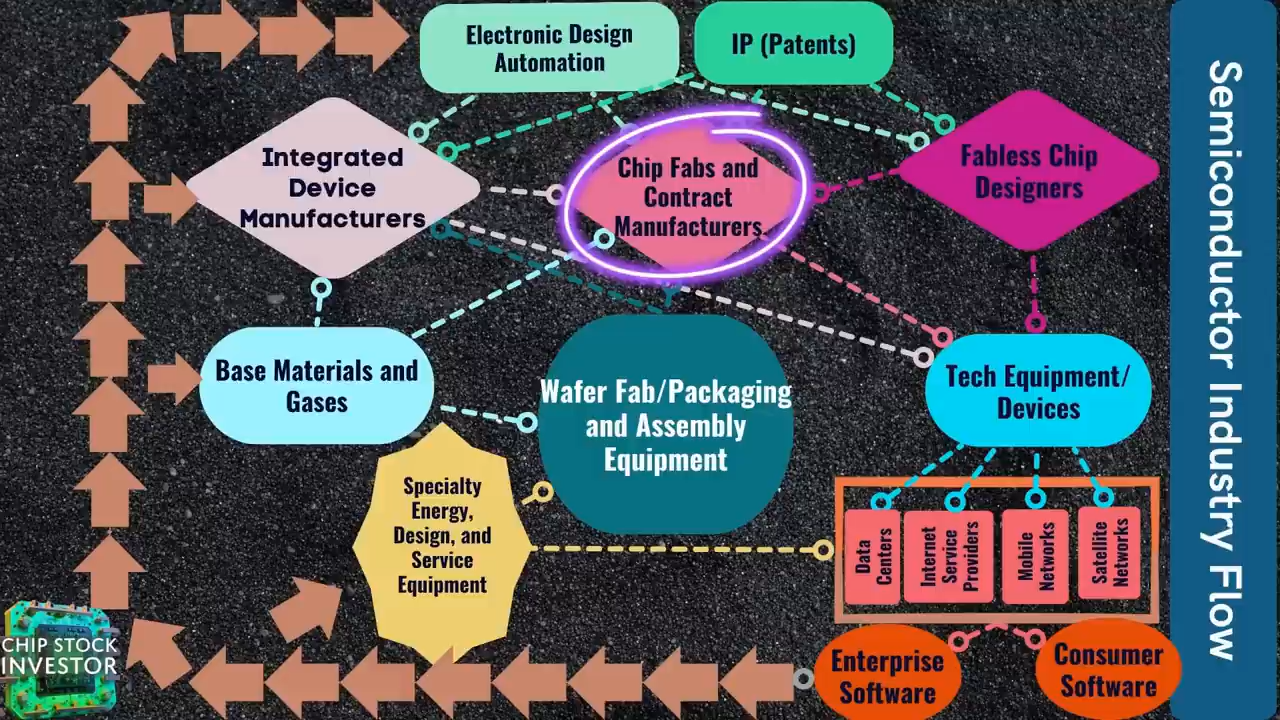 Electronic Design
Automation
IP (Patents)
Integrated
Device
Manufacturers
Chip Fabs and
Contract
Manufacturers
Fabless Chip
Designers
Base Materials and
Gases
Wafer Fab/Packaging
and Assembly
Equipment
Tech Equipment/
Devices
Specialty
Energy,
Design, and
Service
Equipment
Data
Centers
Internet
Service
Providers
Mobile
Networks
Satellite
Networks
Enterprise
Software
Consumer
Software
CHIP STOCK
INVESTOR
Semiconductor Industry Flow